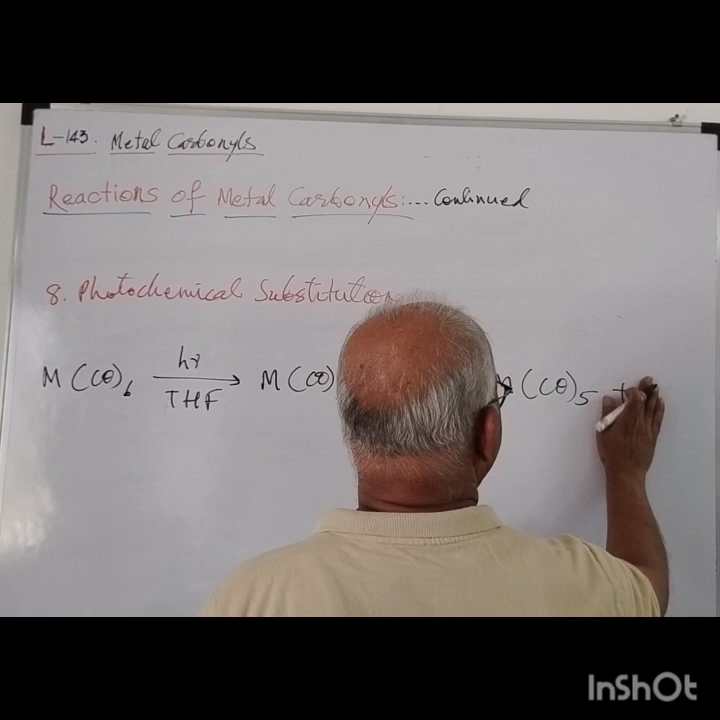 L-143. Metal Carbonyls
Reactions of Metal Carbonyls:... Continued
8. Photochemical Substitution
M(CO)₆ hν → THF M(CO) (CO)₅ +
InShOt